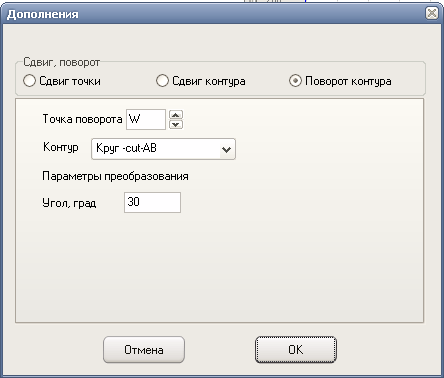 Дополнения
Сдвиг, поворот
Сдвиг точки Сдвиг контура Поворот контура
Точка поворота W
Контур Круг -cut-AB
Параметры преобразования
Угол, град 30
Отмена OK